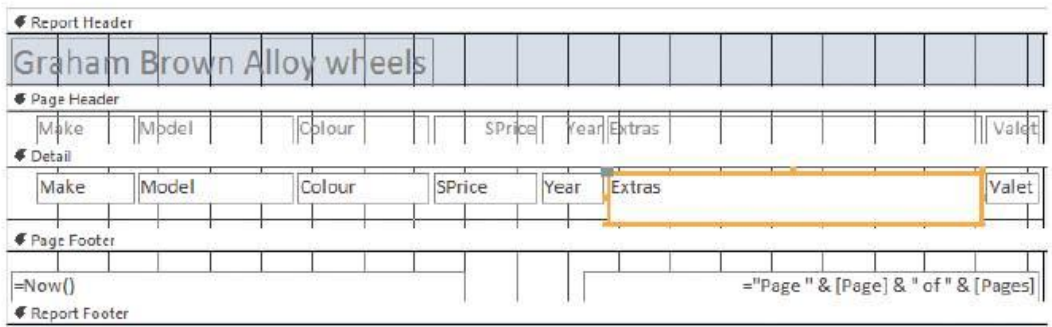 Report Header
Graham Brown Alloy wheels
Page Header
Make Model Colour SPrice Year Extras Valet
Detail
Make Model Colour SPrice Year Extras Valet
Page Footer
=Now() ="Page " & [Page] & " of " & [Pages]
Report Footer